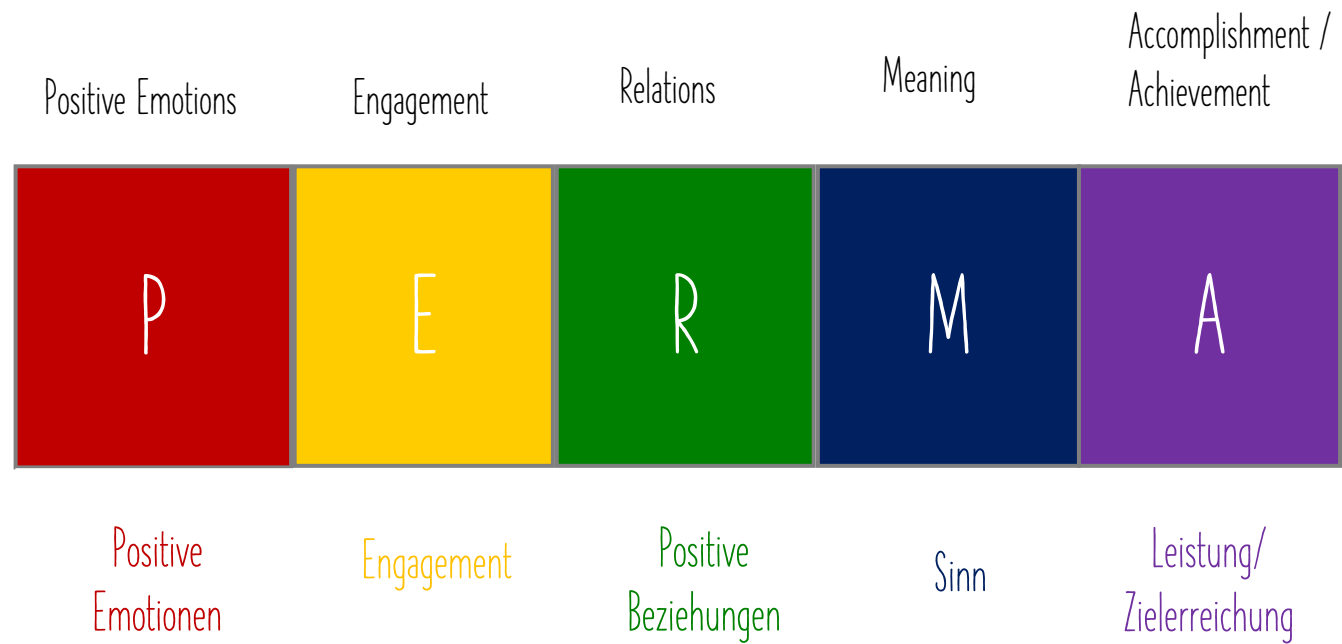 Positive Emotions
Engagement
Relations
Meaning
Accomplishment /
Achievement
P
E
R
M
A
Positive
Emotionen
Engagement
Positive
Beziehungen
Sinn
Leistung/
Zielerreichung